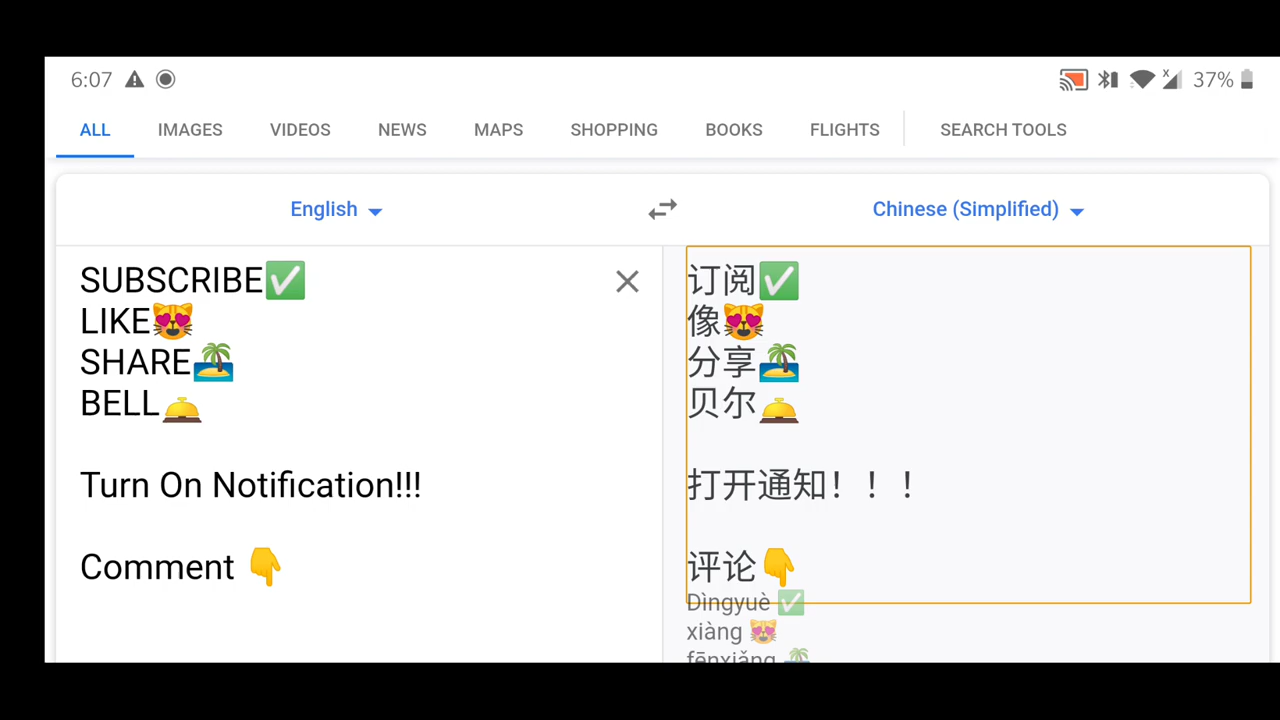 6:07 37%
ALL IMAGES VIDEOS NEWS MAPS SHOPPING BOOKS FLIGHTS SEARCH TOOLS
English Chinese (Simplified)
SUBSCRIBE✅
LIKE😻
SHARE🏝️
BELL🛎️
Turn On Notification!!!
Comment 👇
订阅✅
像😻
分享🏝️
贝尔🛎️
打开通知！！！
评论👇
Dìngyuè ✅
xiàng 😻
fēnxiǎng 🏝️